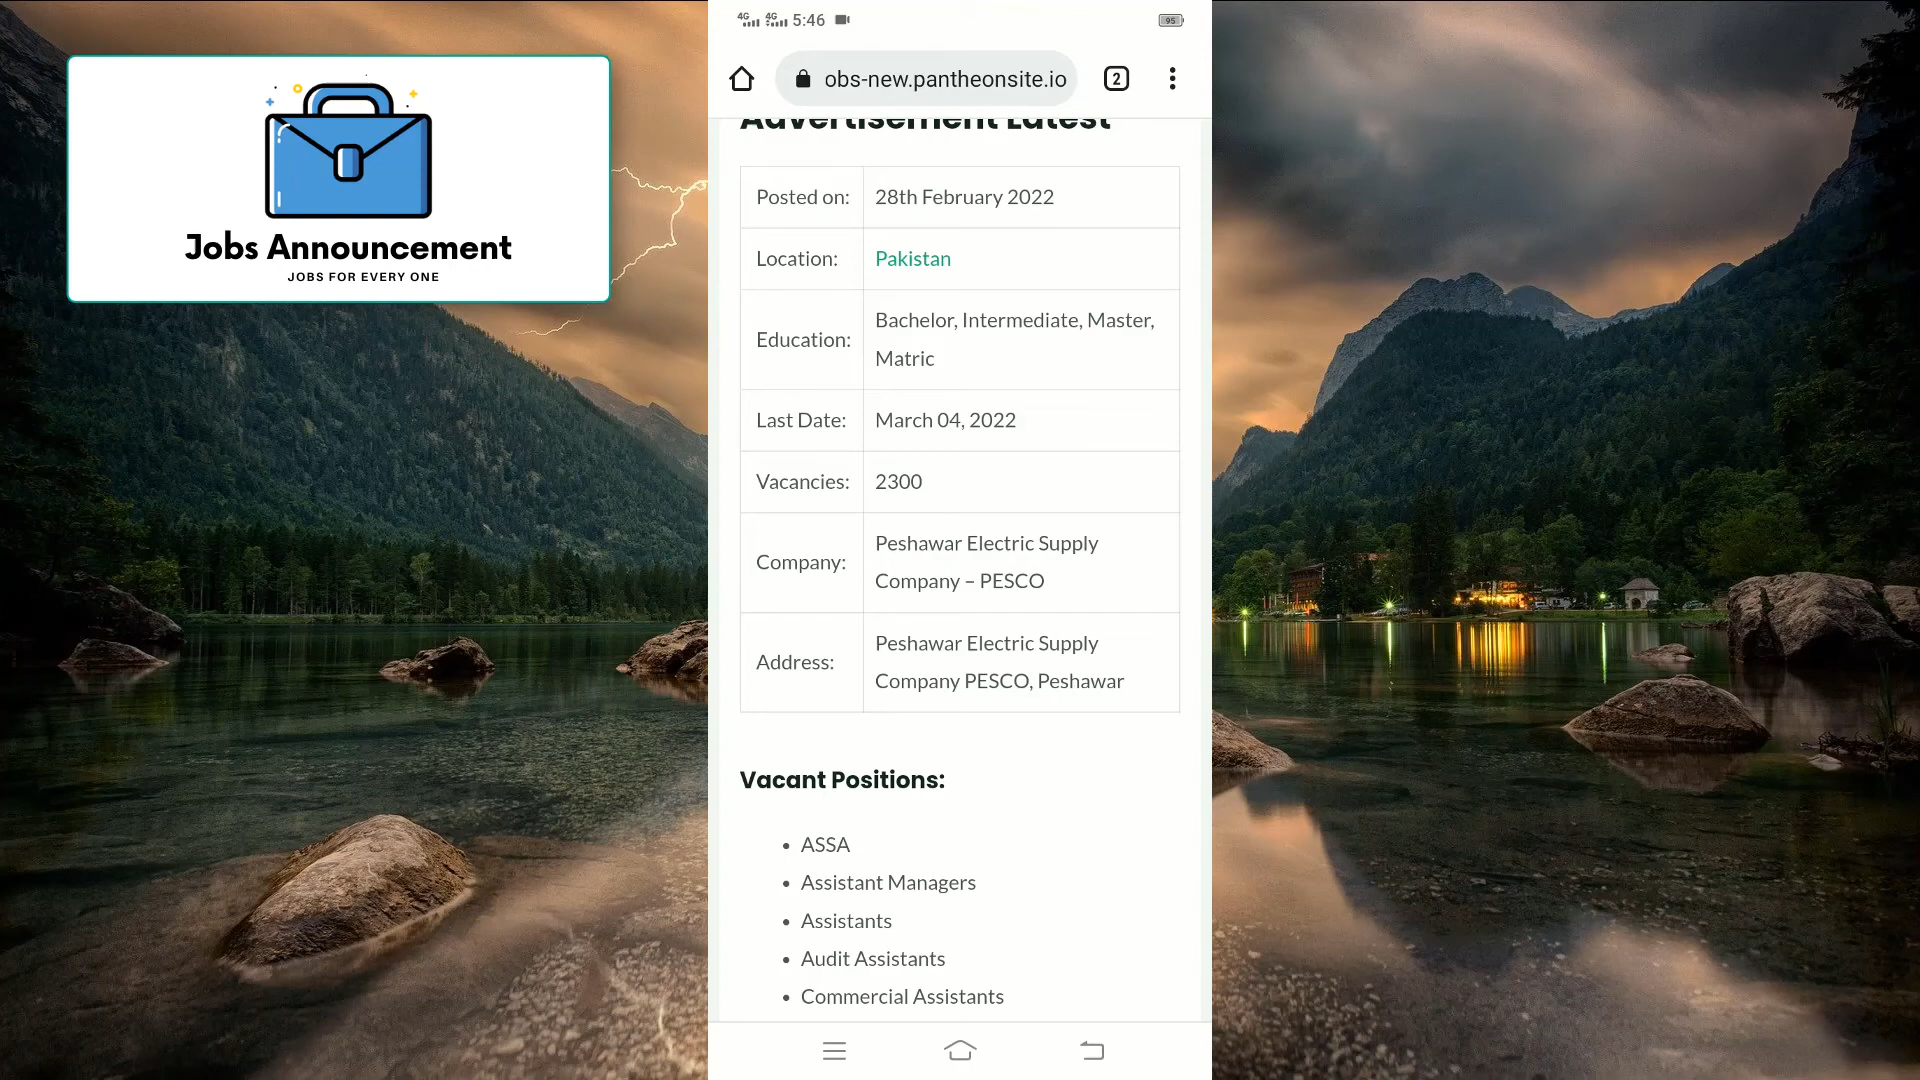 Jobs Announcement
JOBS FOR EVERY ONE
4G 4G 5:46
95
obs-new.pantheonsite.io
2
Advertisement Latest
Posted on: 28th February 2022
Location: Pakistan
Education: Bachelor, Intermediate, Master,
Matric
Last Date: March 04, 2022
Vacancies: 2300
Company: Peshawar Electric Supply
Company – PESCO
Address: Peshawar Electric Supply
Company PESCO, Peshawar
Vacant Positions:
• ASSA
• Assistant Managers
• Assistants
• Audit Assistants
• Commercial Assistants